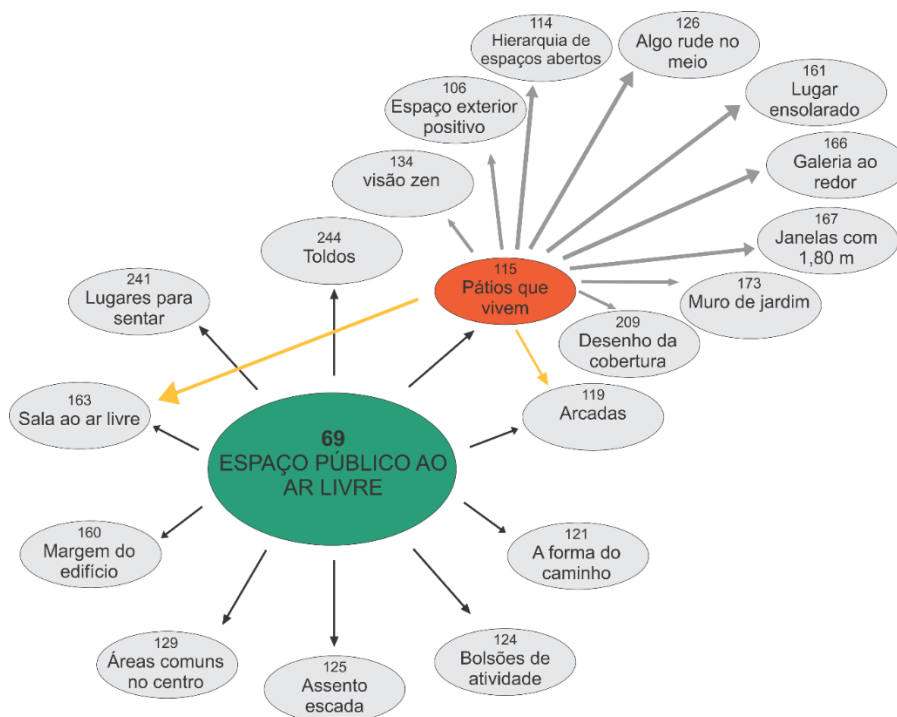 114
Hierarquia de
espaços abertos
126
Algo rude no
meio
161
Lugar
ensolarado
106
Espaço exterior
positivo
166
Galeria ao
redor
134
visão zen
167
Janelas com
1,80 m
244
Toldos
115
Pátios que
vivem
173
Muro de jardim
241
Lugares para
sentar
209
Desenho da
cobertura
163
Sala ao ar livre
119
Arcadas
69
ESPAÇO PÚBLICO AO
AR LIVRE
160
Margem do
edifício
121
A forma do
caminho
129
Áreas comuns
no centro
125
Assento
escada
124
Bolsões de
atividade